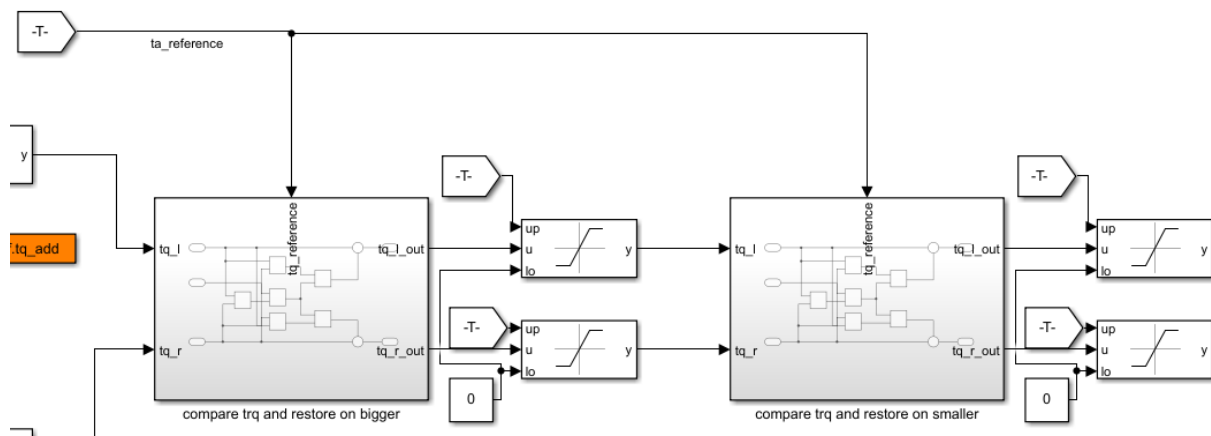 -T-
ta_reference
y
.tq_add
tq_reference
tq_l
tq_l_out
tq_r
tq_r_out
compare trq and restore on bigger
-T-
up
u
lo
y
-T-
up
u
lo
y
0
tq_reference
tq_l
tq_l_out
tq_r
tq_r_out
compare trq and restore on smaller
-T-
up
u
lo
y
-T-
up
u
lo
y
0